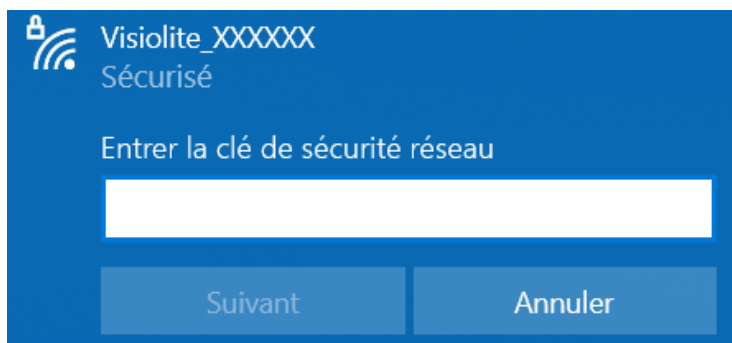 Visiolite_XXXXXX
Sécurisé
Entrer la clé de sécurité réseau
Suivant
Annuler